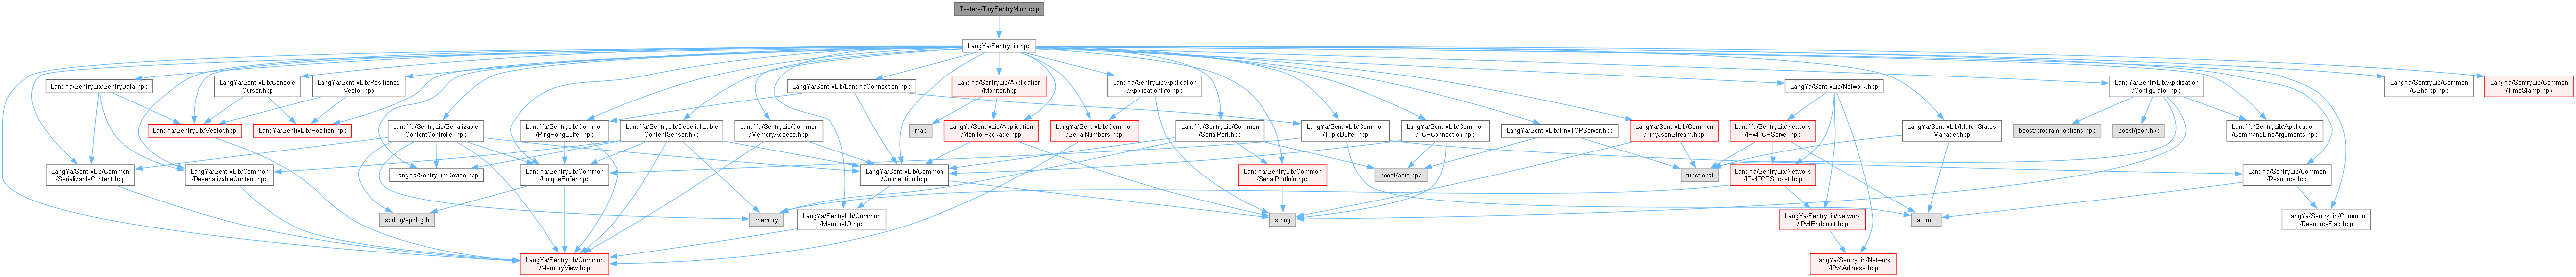 Testers/TinySentryMind.cpp
LangYa/SentryLib.hpp
LangYa/SentryLib/SentryData.hpp
LangYa/SentryLib/Console
Cursor.hpp
LangYa/SentryLib/Positioned
Vector.hpp
LangYa/SentryLib/LangYaConnection.hpp
LangYa/SentryLib/Application
/Monitor.hpp
LangYa/SentryLib/Application
/ApplicationInfo.hpp
LangYa/SentryLib/Network.hpp
LangYa/SentryLib/Application
/Configurator.hpp
LangYa/SentryLib/Common
/CSharpp.hpp
LangYa/SentryLib/Common
/TimeStamp.hpp
LangYa/SentryLib/Vector.hpp
LangYa/SentryLib/Position.hpp
LangYa/SentryLib/Serializable
ContentController.hpp
LangYa/SentryLib/Common
/PingPongBuffer.hpp
LangYa/SentryLib/Deserializable
ContentSensor.hpp
LangYa/SentryLib/Common
/MemoryAccess.hpp
map
LangYa/SentryLib/Application
/MonitorPackage.hpp
LangYa/SentryLib/Common
/SerialNumbers.hpp
LangYa/SentryLib/Common
/SerialPort.hpp
LangYa/SentryLib/Common
/TripleBuffer.hpp
LangYa/SentryLib/Common
/TCPConnection.hpp
LangYa/SentryLib/TinyTCPServer.hpp
LangYa/SentryLib/Common
/TinyJsonStream.hpp
LangYa/SentryLib/Network
/IPv4TCPServer.hpp
LangYa/SentryLib/MatchStatus
Manager.hpp
boost/program_options.hpp
boost/json.hpp
LangYa/SentryLib/Application
/CommandLineArguments.hpp
LangYa/SentryLib/Common
/SerializableContent.hpp
LangYa/SentryLib/Common
/DeserializableContent.hpp
LangYa/SentryLib/Device.hpp
LangYa/SentryLib/Common
/UniqueBuffer.hpp
LangYa/SentryLib/Common
/Connection.hpp
LangYa/SentryLib/Common
/SerialPortInfo.hpp
boost/asio.hpp
functional
LangYa/SentryLib/Network
/IPv4TCPSocket.hpp
LangYa/SentryLib/Common
/Resource.hpp
spdlog/spdlog.h
memory
LangYa/SentryLib/Common
/MemoryIO.hpp
string
LangYa/SentryLib/Network
/IPv4Endpoint.hpp
atomic
LangYa/SentryLib/Common
/ResourceFlag.hpp
LangYa/SentryLib/Common
/MemoryView.hpp
LangYa/SentryLib/Network
/IPv4Address.hpp